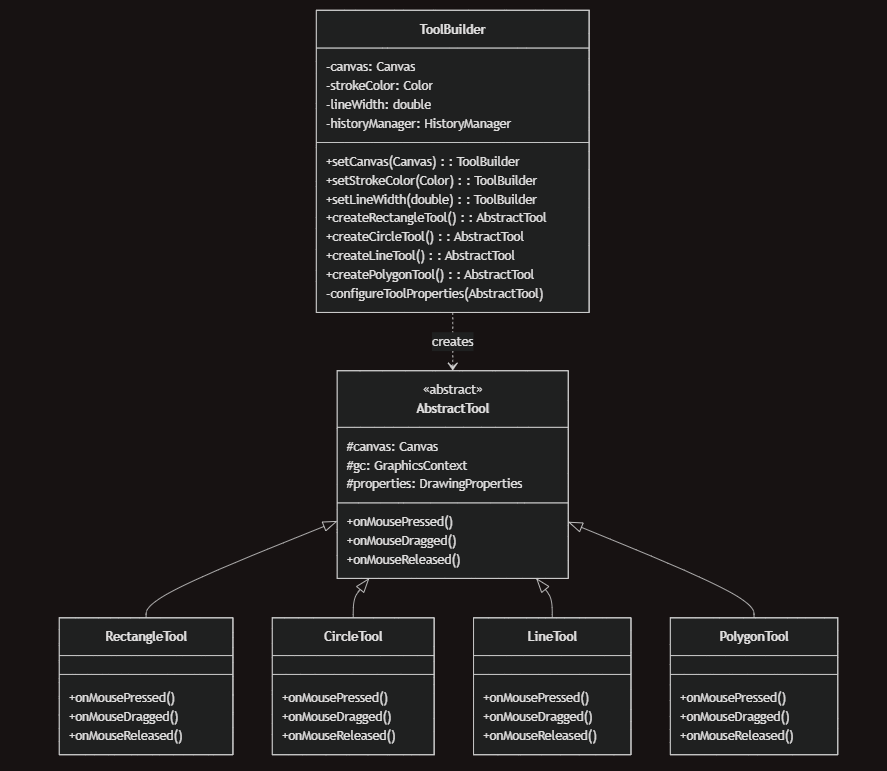 ToolBuilder
-canvas: Canvas
-strokeColor: Color
-lineWidth: double
-historyManager: HistoryManager
+setCanvas(Canvas) : : ToolBuilder
+setStrokeColor(Color) : : ToolBuilder
+setLineWidth(double) : : ToolBuilder
+createRectangleTool() : : AbstractTool
+createCircleTool() : : AbstractTool
+createLineTool() : : AbstractTool
+createPolygonTool() : : AbstractTool
-configureToolProperties(AbstractTool)
creates
«abstract»
AbstractTool
#canvas: Canvas
#gc: GraphicsContext
#properties: DrawingProperties
+onMousePressed()
+onMouseDragged()
+onMouseReleased()
RectangleTool
+onMousePressed()
+onMouseDragged()
+onMouseReleased()
CircleTool
+onMousePressed()
+onMouseDragged()
+onMouseReleased()
LineTool
+onMousePressed()
+onMouseDragged()
+onMouseReleased()
PolygonTool
+onMousePressed()
+onMouseDragged()
+onMouseReleased()